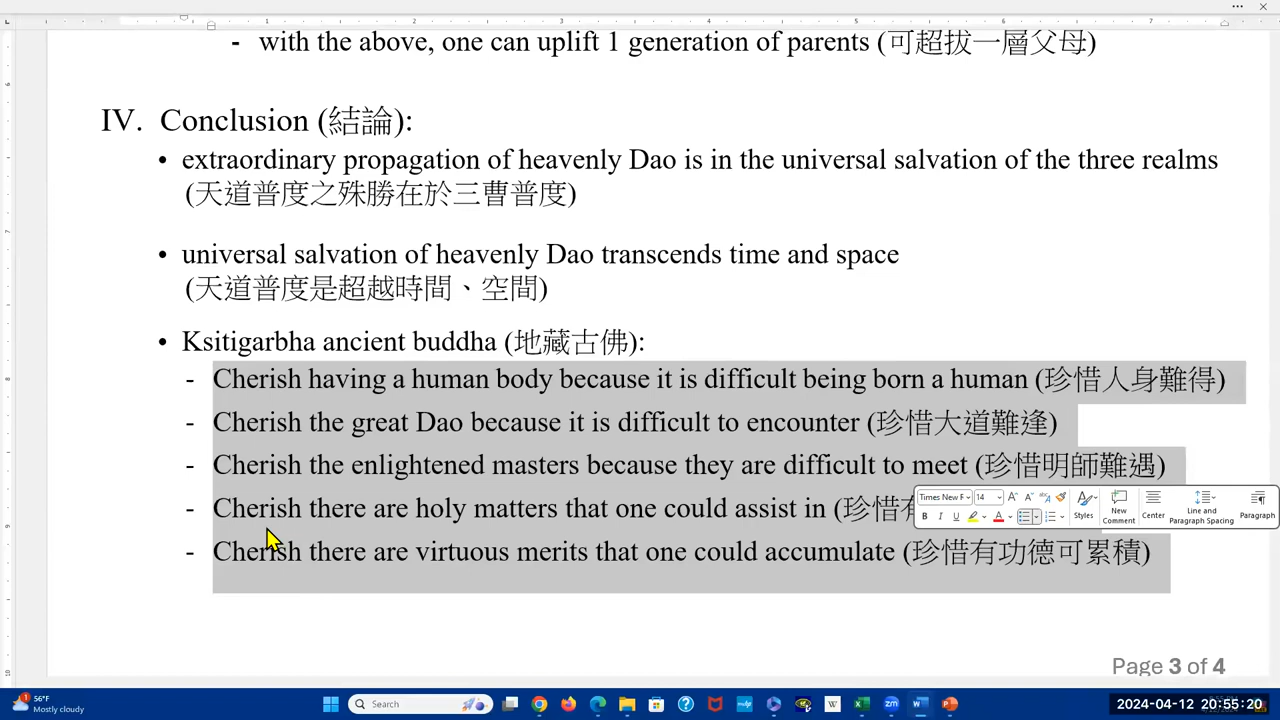 - with the above, one can uplift 1 generation of parents (可超拔一層父母)
IV. Conclusion (結論):
• extraordinary propagation of heavenly Dao is in the universal salvation of the three realms
(天道普度之殊勝在於三曹普度)
• universal salvation of heavenly Dao transcends time and space
(天道普度是超越時間、空間)
• Ksitigarbha ancient buddha (地藏古佛):
- Cherish having a human body because it is difficult being born a human (珍惜人身難得)
- Cherish the great Dao because it is difficult to encounter (珍惜大道難逢)
- Cherish the enlightened masters because they are difficult to meet (珍惜明師難遇)
Times New F 14
Styles New Comment Center Line and Paragraph Spacing Paragraph
- Cherish there are holy matters that one could assist in (珍惜有
- Cherish there are virtuous merits that one could accumulate (珍惜有功德可累積)
Page 3 of 4
56°F
Mostly cloudy
Search
2024-04-12 20:55:20